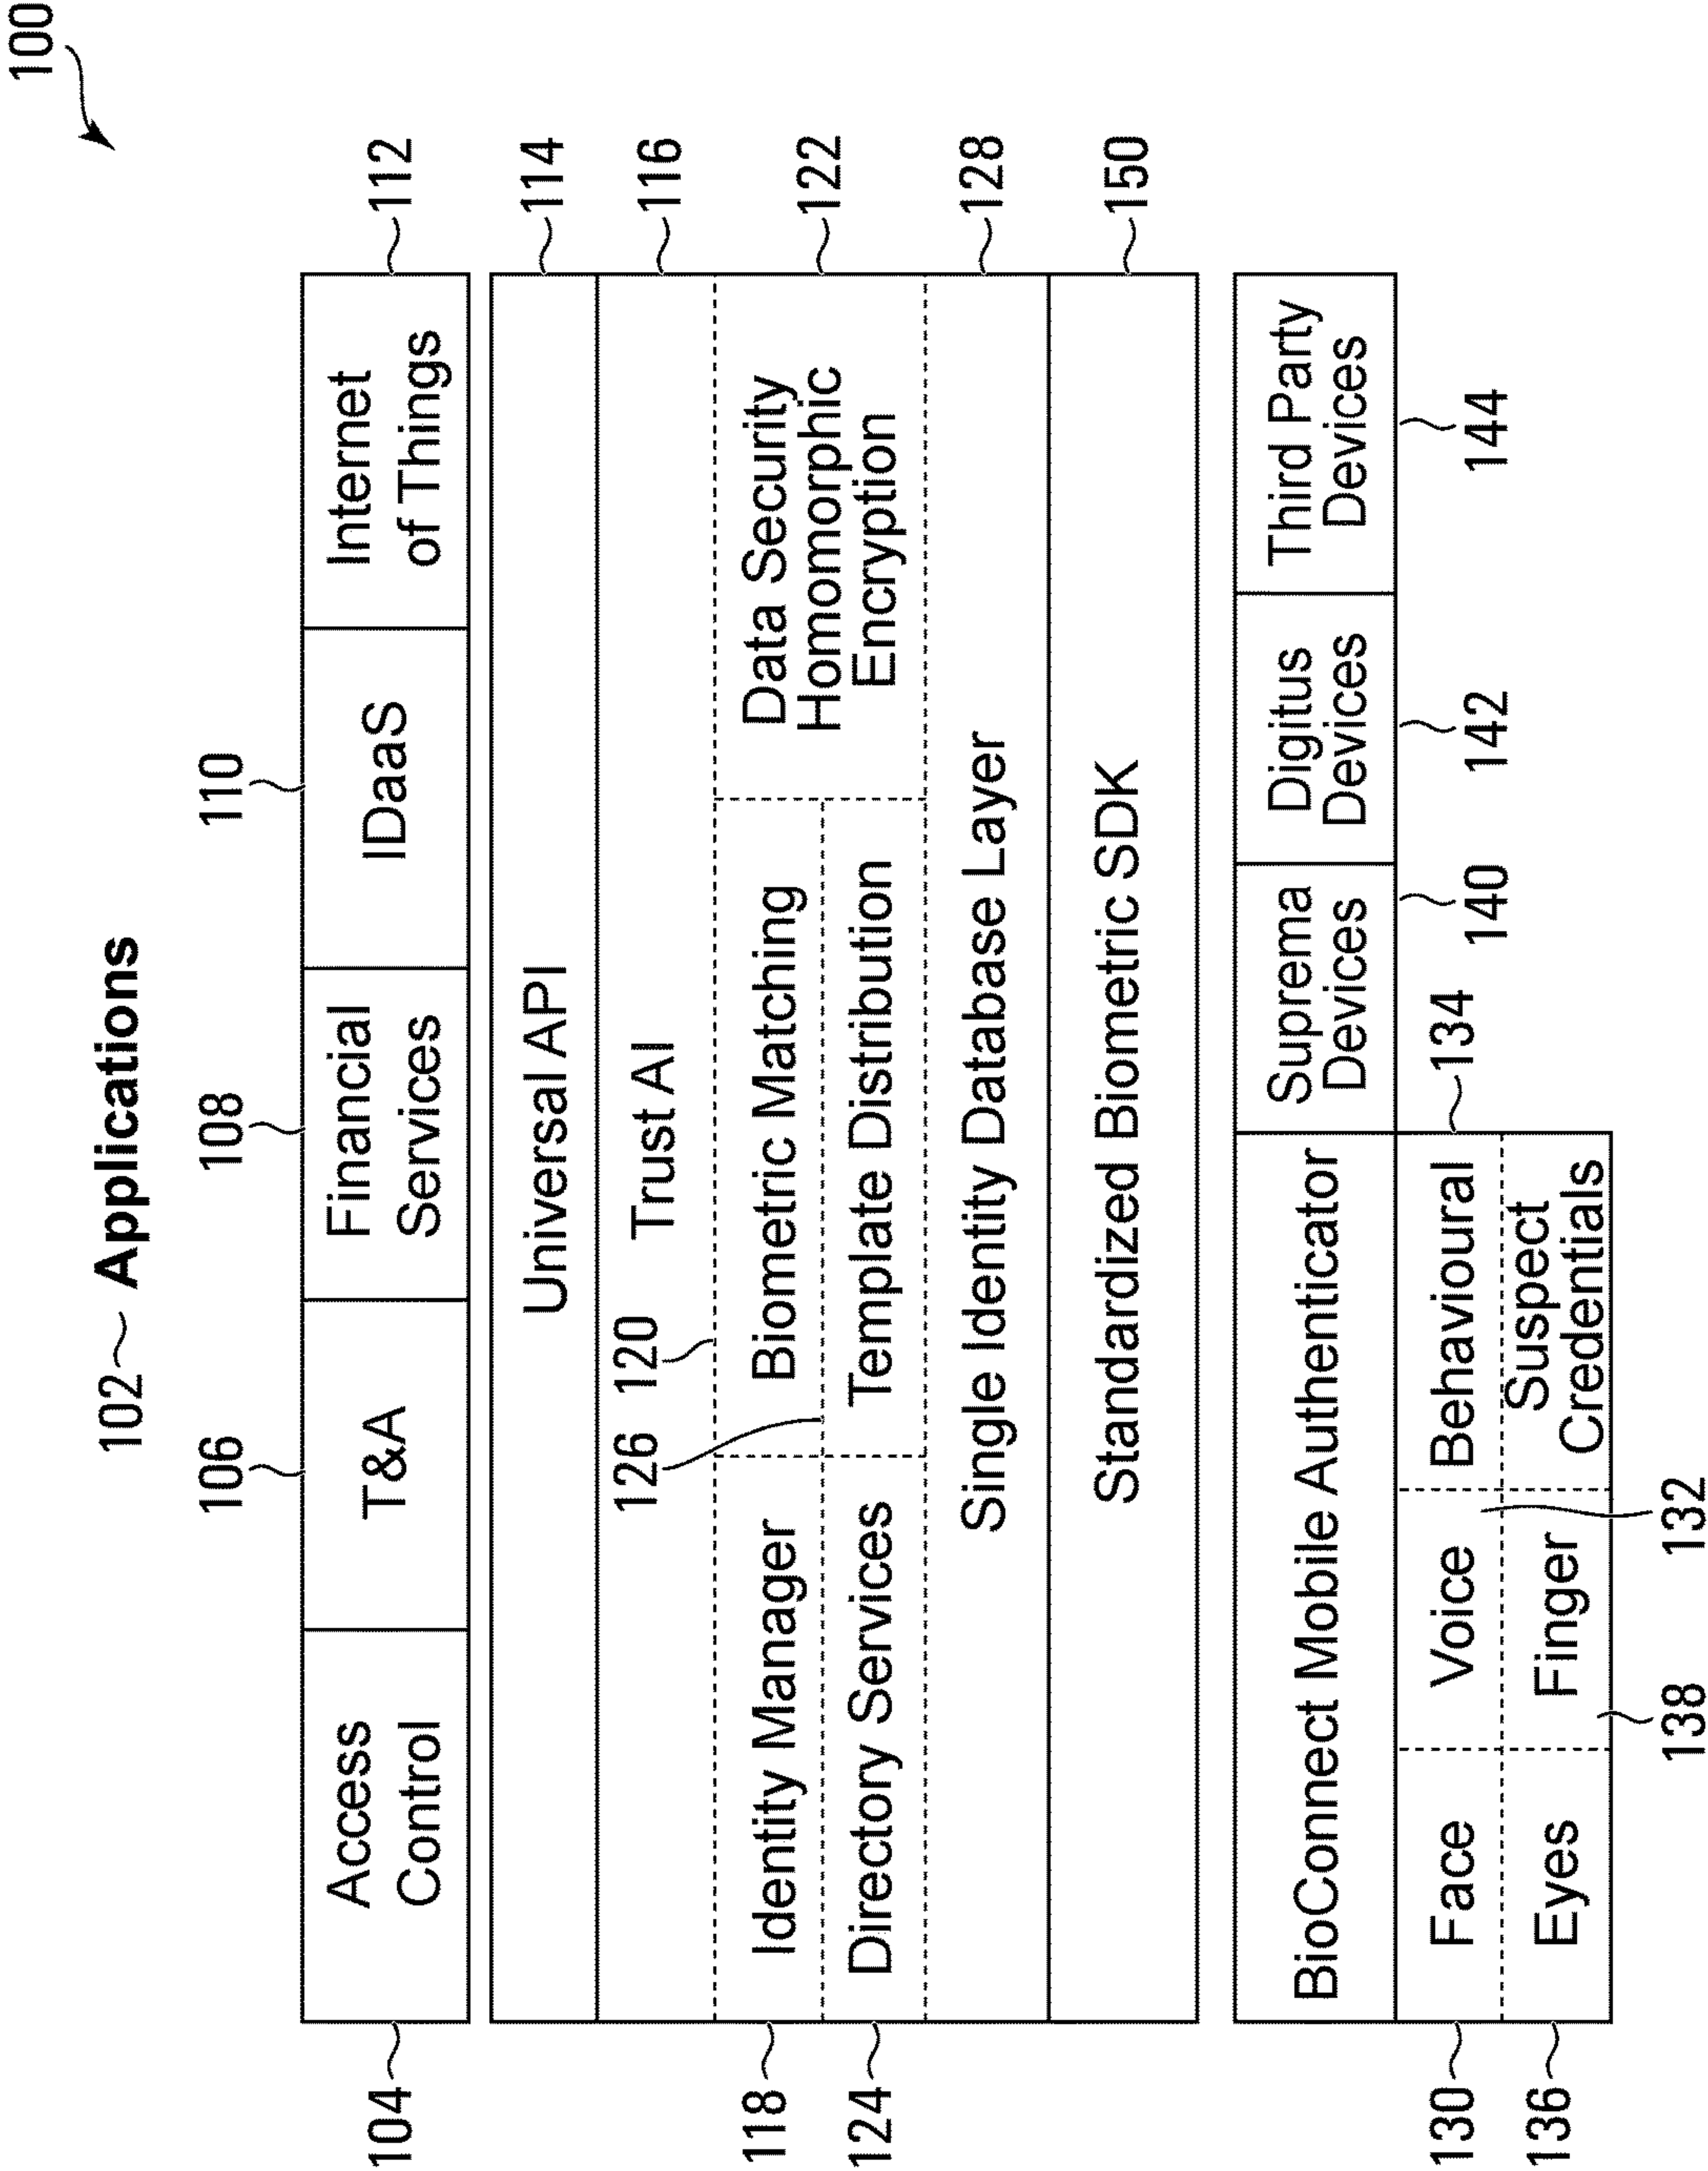 100
102 Applications
106
108
110
Access
Control
T&A
Financial
Services
IDaaS
Internet
of Things
104
112
Universal API
114
Trust AI
116
126
120
Identity Manager
Biometric Matching
Data Security
Homomorphic
Encryption
118
122
Directory Services
Template Distribution
124
Single Identity Database Layer
128
Standardized Biometric SDK
150
BioConnect Mobile Authenticator
Suprema
Devices
Digitus
Devices
Third Party
Devices
134
140
142
144
130
Face
Voice
Behavioural
136
Eyes
Finger
Suspect
Credentials
138
132